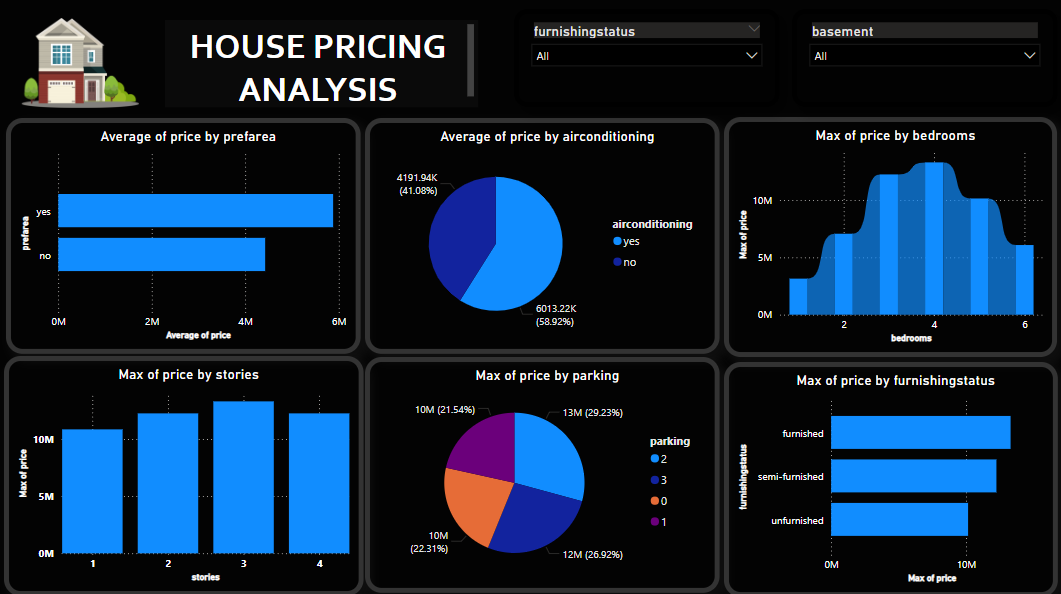 HOUSE PRICING
ANALYSIS
furnishingstatus
All
basement
All
Average of price by prefarea
prefarea
yes
no
0M 2M 4M 6M
Average of price
Average of price by airconditioning
4191.94K
(41.08%)
6013.22K
(58.92%)
airconditioning
yes
no
Max of price by bedrooms
Max of price
10M
5M
0M
2 4 6
bedrooms
Max of price by stories
Max of price
10M
5M
0M
1 2 3 4
stories
Max of price by parking
10M (21.54%)
13M (29.23%)
10M
(22.31%)
12M (26.92%)
parking
2
3
0
1
Max of price by furnishingstatus
furnishingstatus
furnished
semi-furnished
unfurnished
0M 10M
Max of price